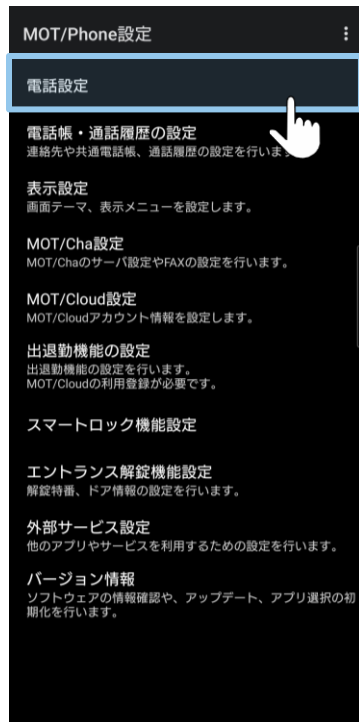 MOT/Phone設定
電話設定
電話帳・通話履歴の設定
連絡先や共通電話帳、通話履歴の設定を行いま
表示設定
画面テーマ、表示メニューを設定します。
MOT/Cha設定
MOT/Chaのサーバ設定やFAXの設定を行います。
MOT/Cloud設定
MOT/Cloudアカウント情報を設定します。
出退勤機能の設定
出退勤機能の設定を行います。
MOT/Cloudの利用登録が必要です。
スマートロック機能設定
エントランス解錠機能設定
解錠特番、ドア情報の設定を行います。
外部サービス設定
他のアプリやサービスを利用するための設定を行います。
バージョン情報
ソフトウェアの情報確認や、アップデート、アプリ選択の初
期化を行います。